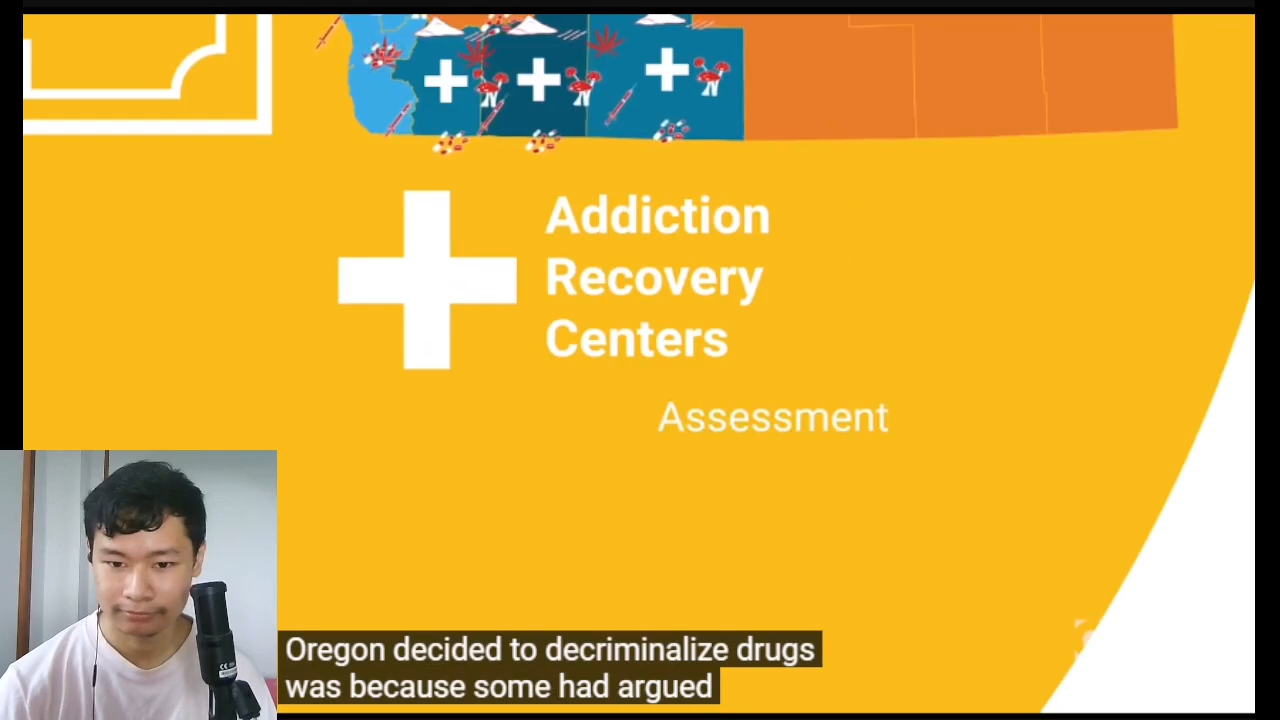 Addiction
Recovery
Centers
Assessment
Oregon decided to decriminalize drugs
was because some had argued